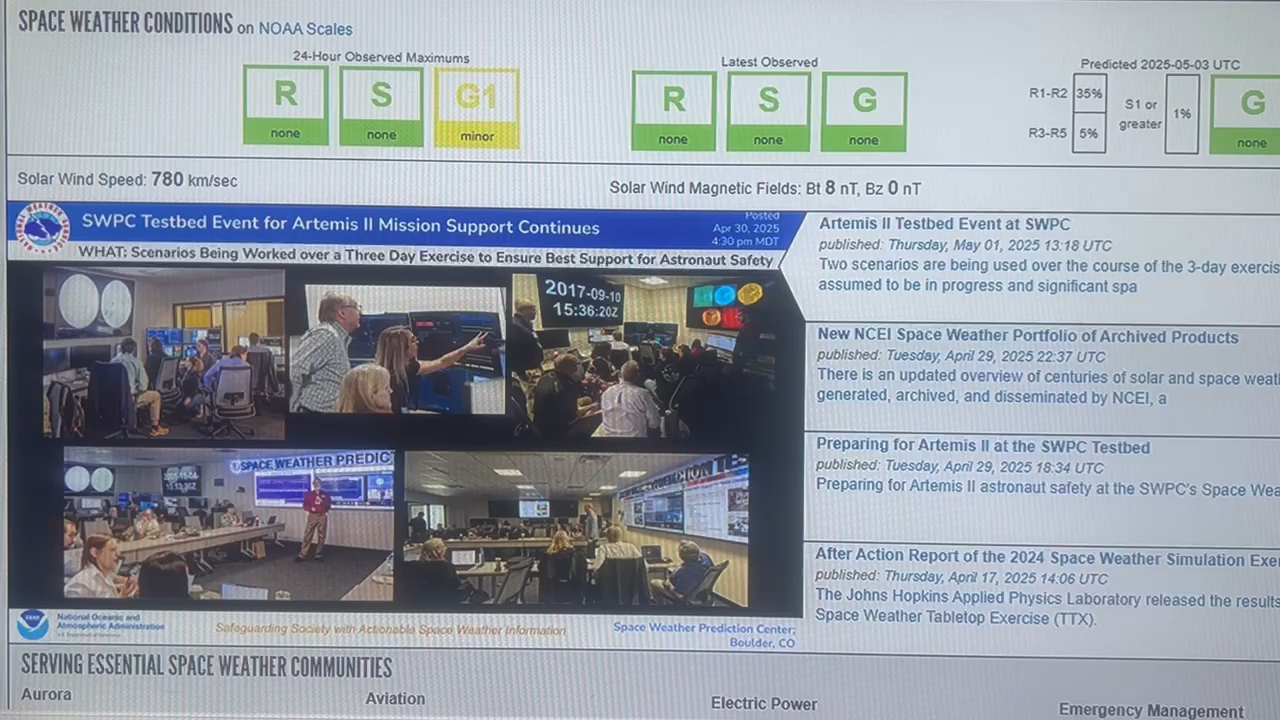 SPACE WEATHER CONDITIONS on NOAA Scales
24-Hour Observed Maximums
R
none
S
none
G1
minor
Latest Observed
R
none
S
none
G
none
Predicted 2025-05-03 UTC
R1-R2 35%
R3-R5 5%
S1 or
greater
1%
G
none
Solar Wind Speed: 780 km/sec
Solar Wind Magnetic Fields: Bt 8 nT, Bz 0 nT
SWPC Testbed Event for Artemis II Mission Support Continues
Posted
Apr 30, 2025
4:30 pm MDT
WHAT: Scenarios Being Worked over a Three Day Exercise to Ensure Best Support for Astronaut Safety
2017-09-10
15:36:20Z
SPACE WEATHER PREDIC
National Oceanic and
Atmospheric Administration
Safeguarding Society with Actionable Space Weather Information
Space Weather Prediction Center;
Boulder, CO
Artemis II Testbed Event at SWPC
published: Thursday, May 01, 2025 13:18 UTC
Two scenarios are being used over the course of the 3-day exercis
assumed to be in progress and significant spa
New NCEI Space Weather Portfolio of Archived Products
published: Tuesday, April 29, 2025 22:37 UTC
There is an updated overview of centuries of solar and space weat
generated, archived, and disseminated by NCEI, a
Preparing for Artemis II at the SWPC Testbed
published: Tuesday, April 29, 2025 18:34 UTC
Preparing for Artemis II astronaut safety at the SWPC's Space Wea
After Action Report of the 2024 Space Weather Simulation Exer
published: Thursday, April 17, 2025 14:06 UTC
The Johns Hopkins Applied Physics Laboratory released the results
Space Weather Tabletop Exercise (TTX).
SERVING ESSENTIAL SPACE WEATHER COMMUNITIES
Aurora
Aviation
Electric Power
Emergency Management